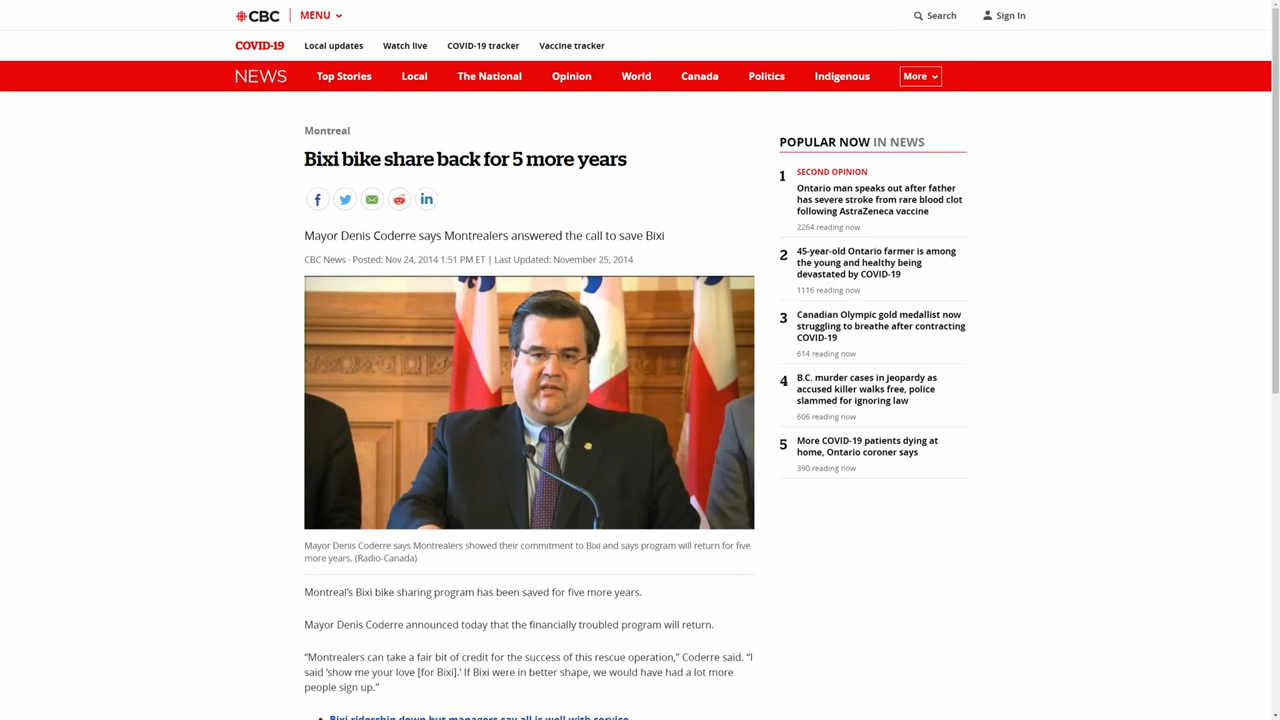 CBC
MENU
Search
Sign In
COVID-19
Local updates
Watch live
COVID-19 tracker
Vaccine tracker
NEWS
Top Stories
Local
The National
Opinion
World
Canada
Politics
Indigenous
More
Montreal
Bixi bike share back for 5 more years
Mayor Denis Coderre says Montrealers answered the call to save Bixi
CBC News · Posted: Nov 24, 2014 1:51 PM ET | Last Updated: November 25, 2014
Mayor Denis Coderre says Montrealers showed their commitment to Bixi and says program will return for five
more years. (Radio-Canada)
Montreal’s Bixi bike sharing program has been saved for five more years.
Mayor Denis Coderre announced today that the financially troubled program will return.
“Montrealers can take a fair bit of credit for the success of this rescue operation,” Coderre said. “I
said ‘show me your love [for Bixi].’ If Bixi were in better shape, we would have had a lot more
people sign up.”
Bixi ridership down but managers say all is well with service
POPULAR NOW IN NEWS
1
SECOND OPINION
Ontario man speaks out after father
has severe stroke from rare blood clot
following AstraZeneca vaccine
2264 reading now
2
45-year-old Ontario farmer is among
the young and healthy being
devastated by COVID-19
1116 reading now
3
Canadian Olympic gold medallist now
struggling to breathe after contracting
COVID-19
614 reading now
4
B.C. murder cases in jeopardy as
accused killer walks free, police
slammed for ignoring law
606 reading now
5
More COVID-19 patients dying at
home, Ontario coroner says
390 reading now